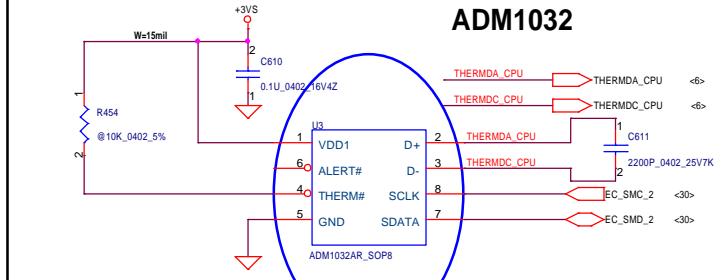 ADM1032
+3VS
W=15mil
2
C610
0.1U_0402_16V4Z
1
THERMDA_CPU
THERMDA_CPU <6>
THERMDC_CPU
THERMDC_CPU <6>
1
R454
@10K_0402_5%
2
U3
1 VDD1 D+ 2 THERMDA_CPU
6 ALERT# D- 3 THERMDC_CPU
4 THERM# SCLK 8 EC_SMC_2 <30>
5 GND SDATA 7 EC_SMD_2 <30>
1
C611
2200P_0402_25V7K
2
ADM1032AR_SOP8